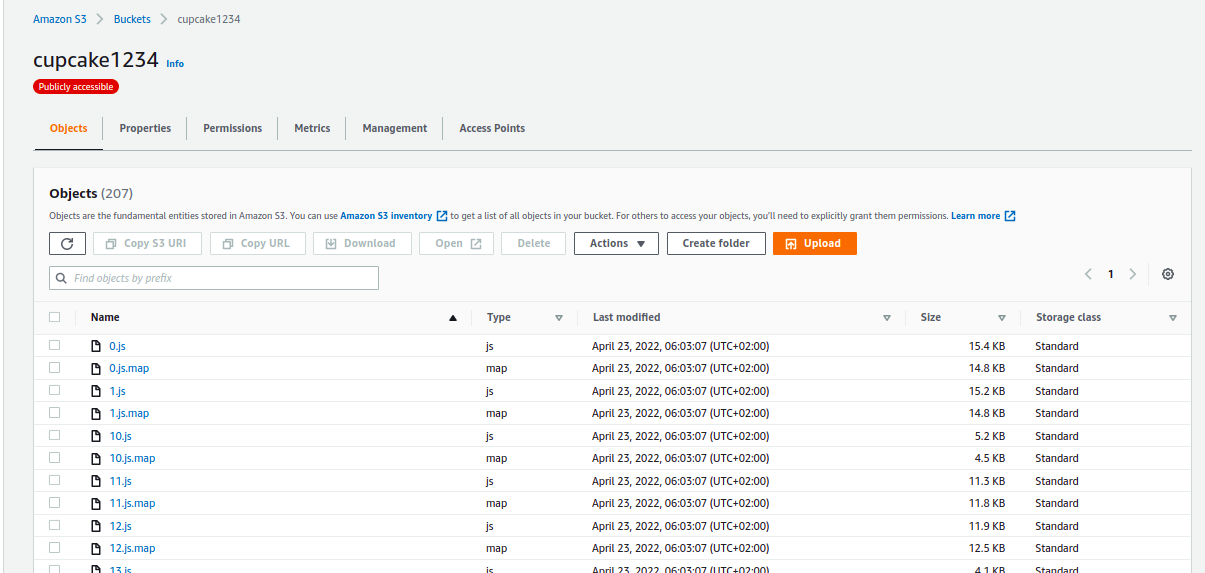 Amazon S3 > Buckets > cupcake1234
cupcake1234 Info
Publicly accessible
Objects Properties Permissions Metrics Management Access Points
Objects (207)
Objects are the fundamental entities stored in Amazon S3. You can use Amazon S3 inventory to get a list of all objects in your bucket. For others to access your objects, you'll need to explicitly grant them permissions. Learn more
Copy S3 URI Copy URL Download Open Delete Actions Create folder Upload
Find objects by prefix 1
Name Type Last modified Size Storage class
0.js js April 23, 2022, 06:03:07 (UTC+02:00) 15.4 KB Standard
0.js.map map April 23, 2022, 06:03:07 (UTC+02:00) 14.8 KB Standard
1.js js April 23, 2022, 06:03:07 (UTC+02:00) 15.2 KB Standard
1.js.map map April 23, 2022, 06:03:07 (UTC+02:00) 14.8 KB Standard
10.js js April 23, 2022, 06:03:07 (UTC+02:00) 5.2 KB Standard
10.js.map map April 23, 2022, 06:03:07 (UTC+02:00) 4.5 KB Standard
11.js js April 23, 2022, 06:03:07 (UTC+02:00) 11.3 KB Standard
11.js.map map April 23, 2022, 06:03:07 (UTC+02:00) 11.8 KB Standard
12.js js April 23, 2022, 06:03:07 (UTC+02:00) 11.9 KB Standard
12.js.map map April 23, 2022, 06:03:07 (UTC+02:00) 12.5 KB Standard
13.js js April 23, 2022, 06:03:07 (UTC+02:00) 4.1 KB Standard